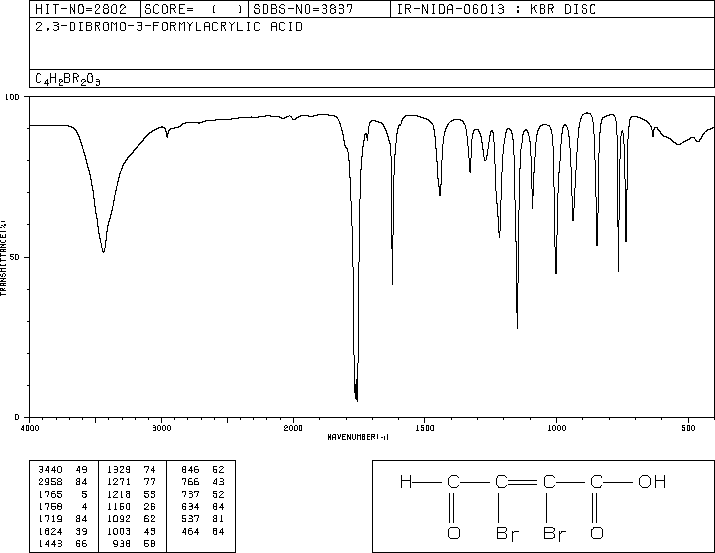 HIT-NO=2802 SCORE= ( ) SDBS-NO=3837 IR-NIDA-06013 : KBR DISC
2,3-DIBROMO-3-FORMYLACRYLIC ACID
C4H2BR2O3
100
50
0
TRANSMITTANCE(%)
4000 3000 2000 1500 1000 500
WAVENUMBER(-1)
3440 49 1329 74 846 52
2958 84 1271 77 766 43
1765 5 1218 55 737 52
1758 4 1150 26 634 84
1719 84 1092 62 537 81
1624 39 1003 43 464 84
1443 66 938 58
H C C C C OH
O Br Br O